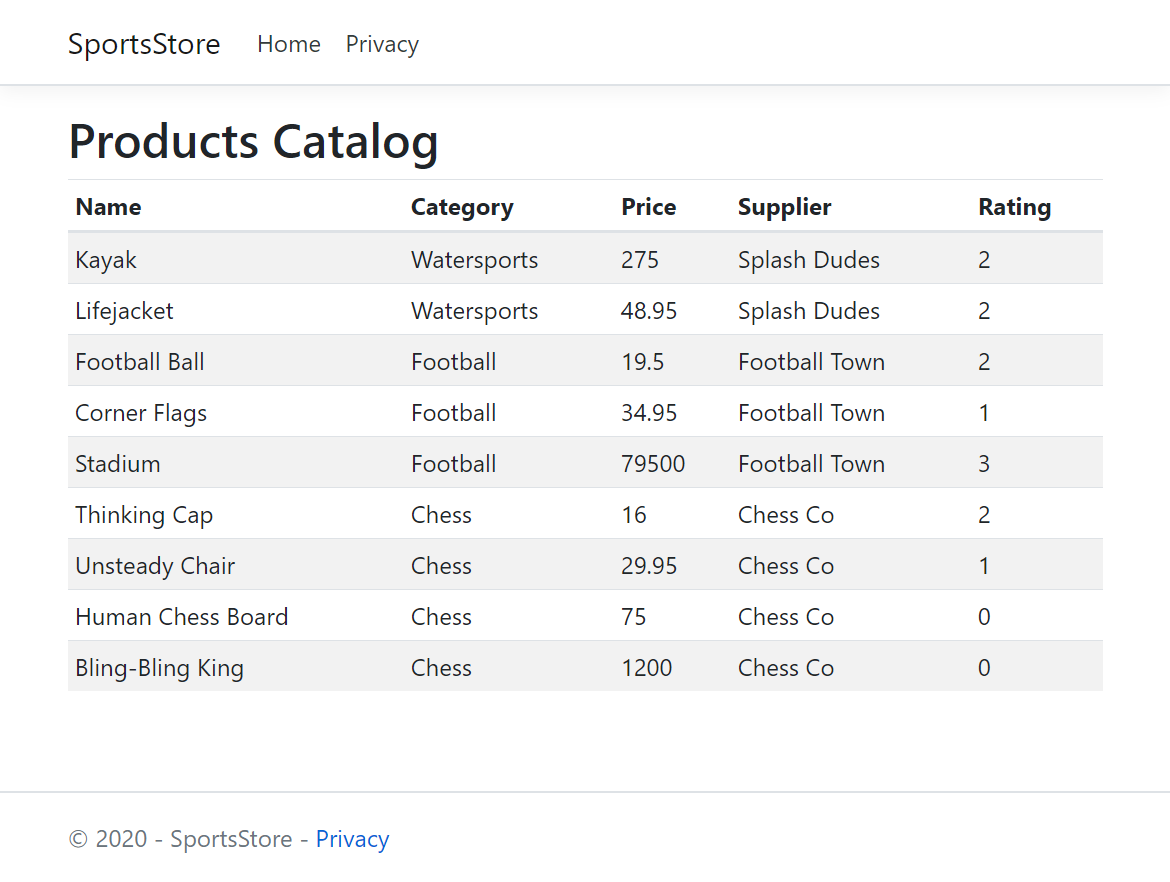 SportsStore Home Privacy
Products Catalog
Name Category Price Supplier Rating
Kayak Watersports 275 Splash Dudes 2
Lifejacket Watersports 48.95 Splash Dudes 2
Football Ball Football 19.5 Football Town 2
Corner Flags Football 34.95 Football Town 1
Stadium Football 79500 Football Town 3
Thinking Cap Chess 16 Chess Co 2
Unsteady Chair Chess 29.95 Chess Co 1
Human Chess Board Chess 75 Chess Co 0
Bling-Bling King Chess 1200 Chess Co 0
© 2020 - SportsStore - Privacy